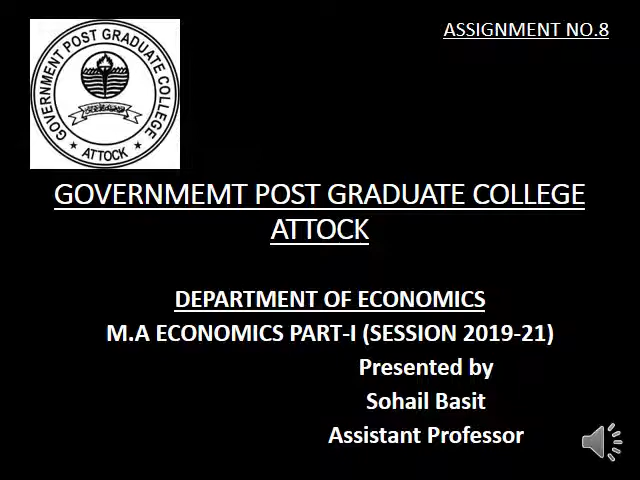 ASSIGNMENT NO.8
GOVERNMENT POST GRADUATE COLLEGE
ATTOCK
GOVERNMEMT POST GRADUATE COLLEGE
ATTOCK
DEPARTMENT OF ECONOMICS
M.A ECONOMICS PART-I (SESSION 2019-21)
Presented by
Sohail Basit
Assistant Professor